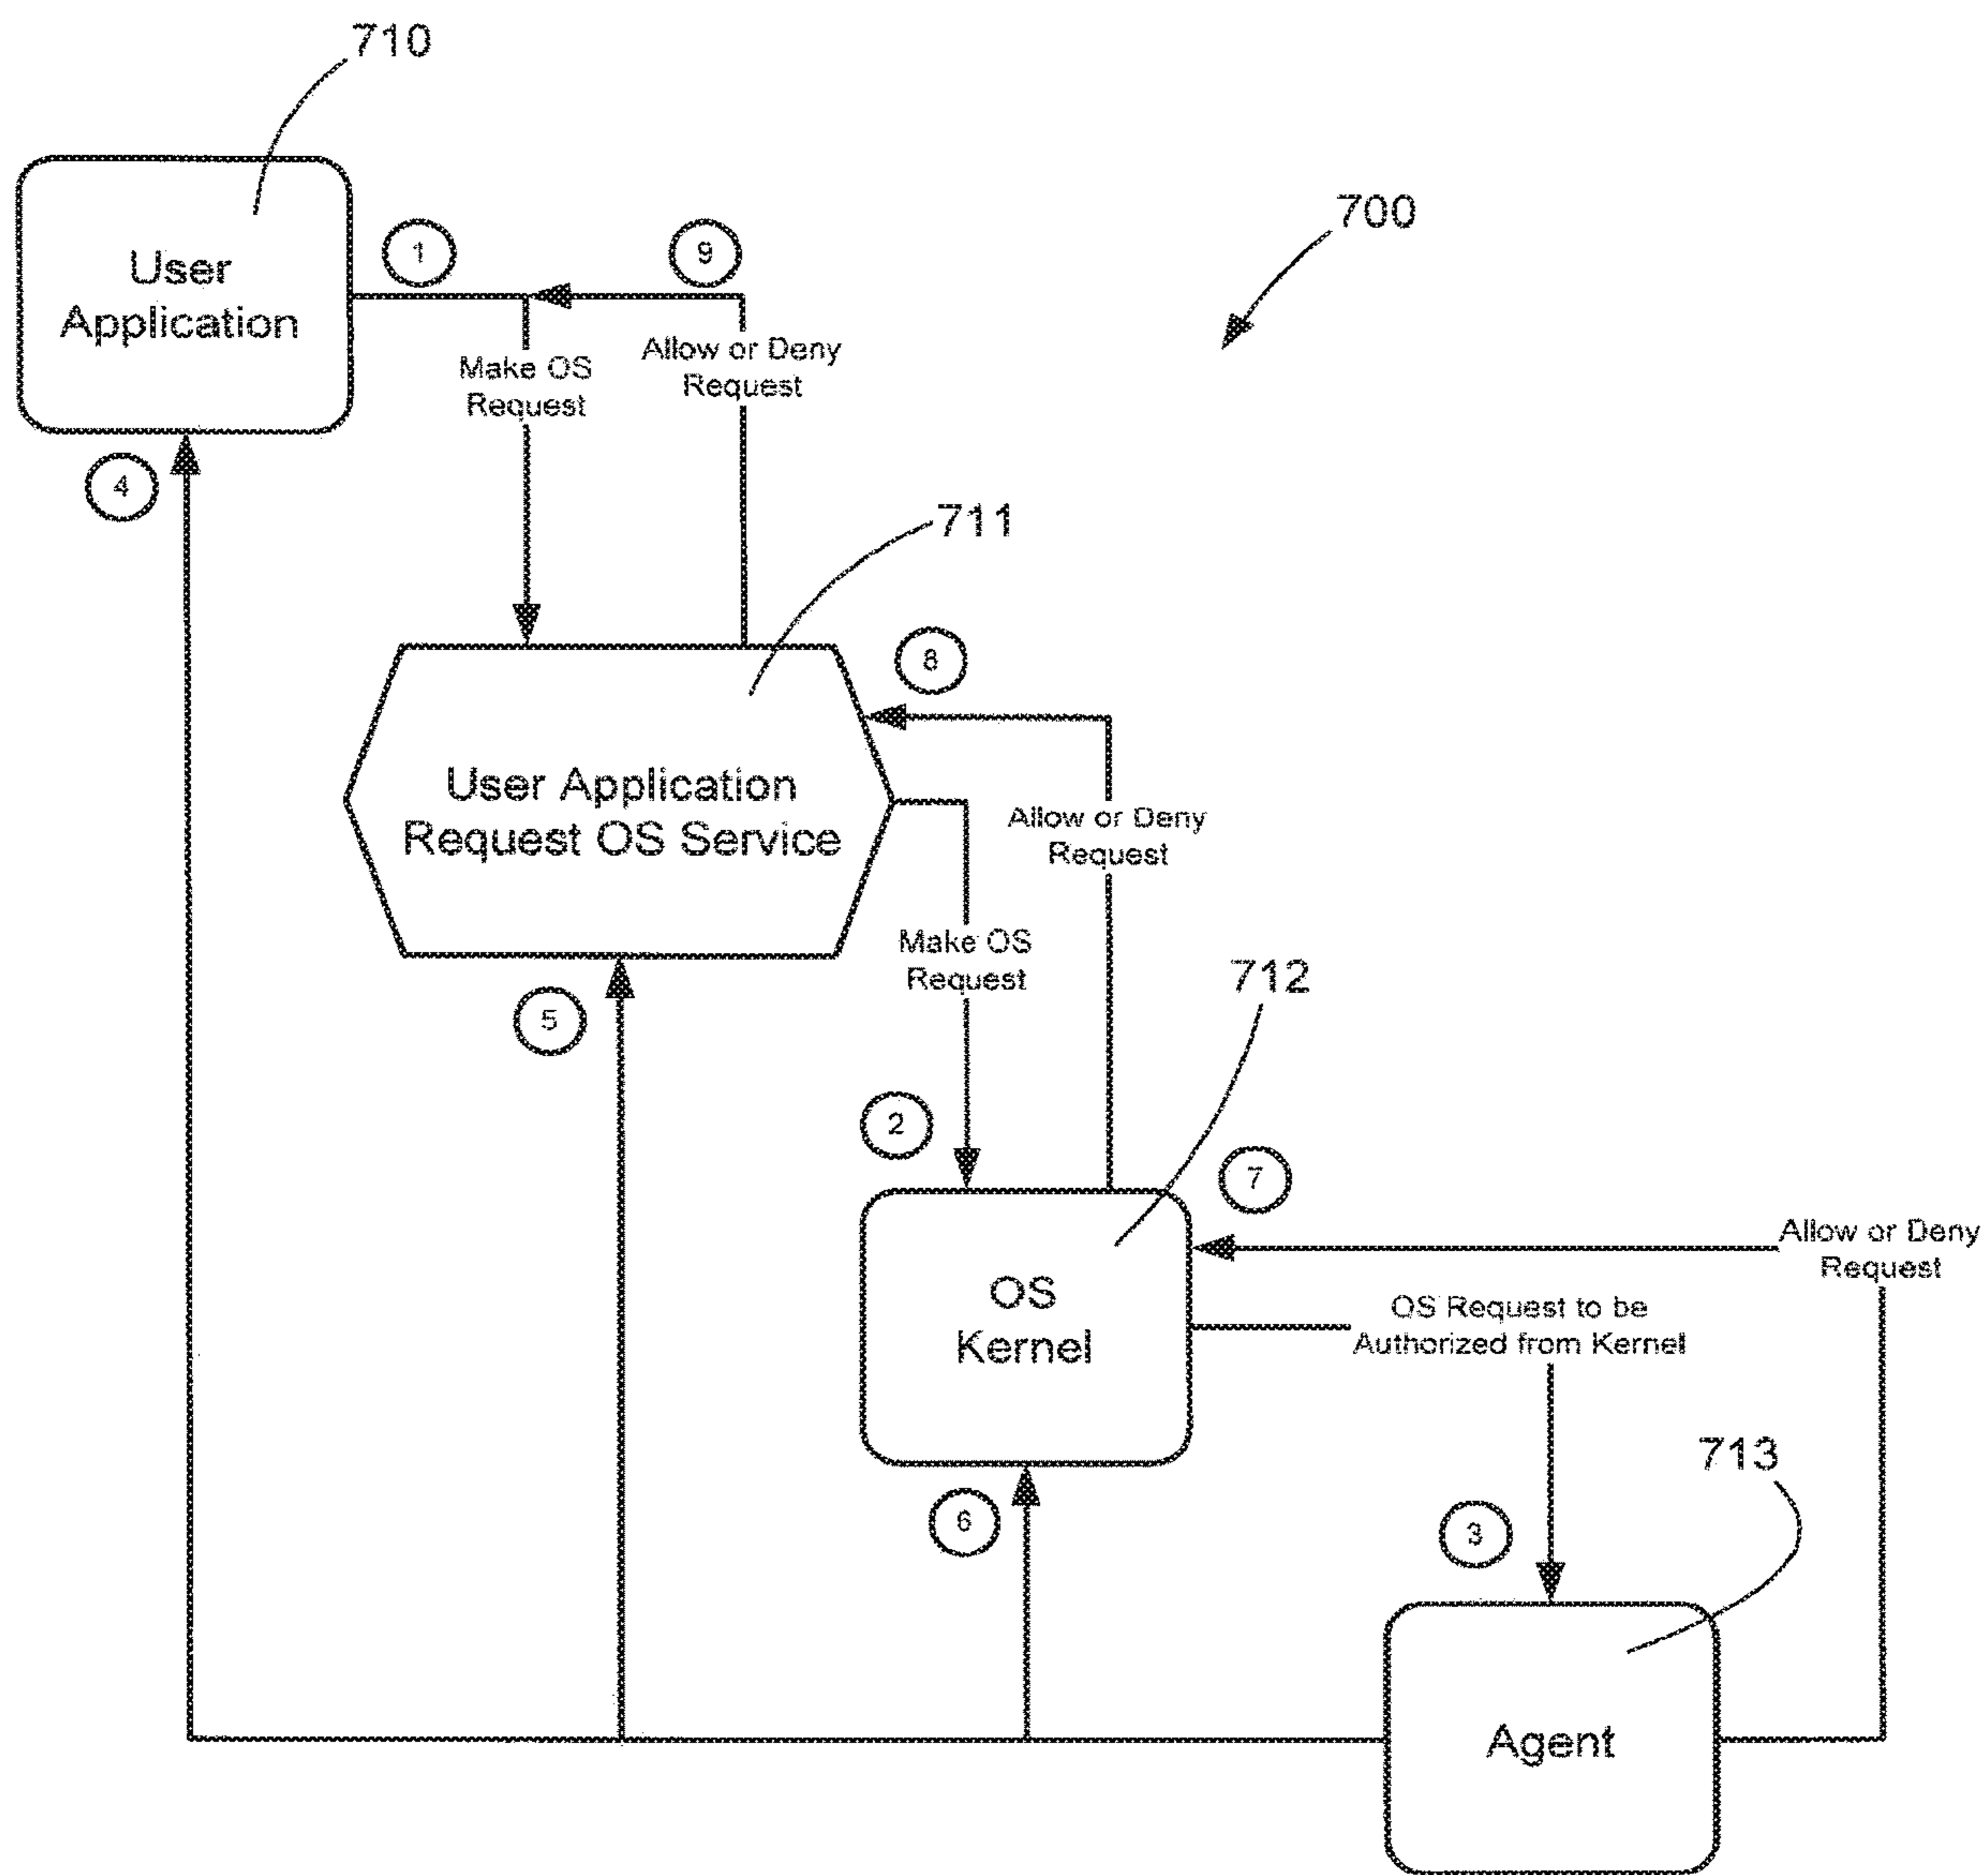 710
700
1
9
User
Application
Make OS
Request
Allow or Deny
Request
4
711
8
User Application
Request OS Service
Allow or Deny
Request
Make OS
Request
5
712
2
7
Allow or Deny
Request
OS
Kernel
OS Request to be
Authorized from Kernel
713
6
3
Agent